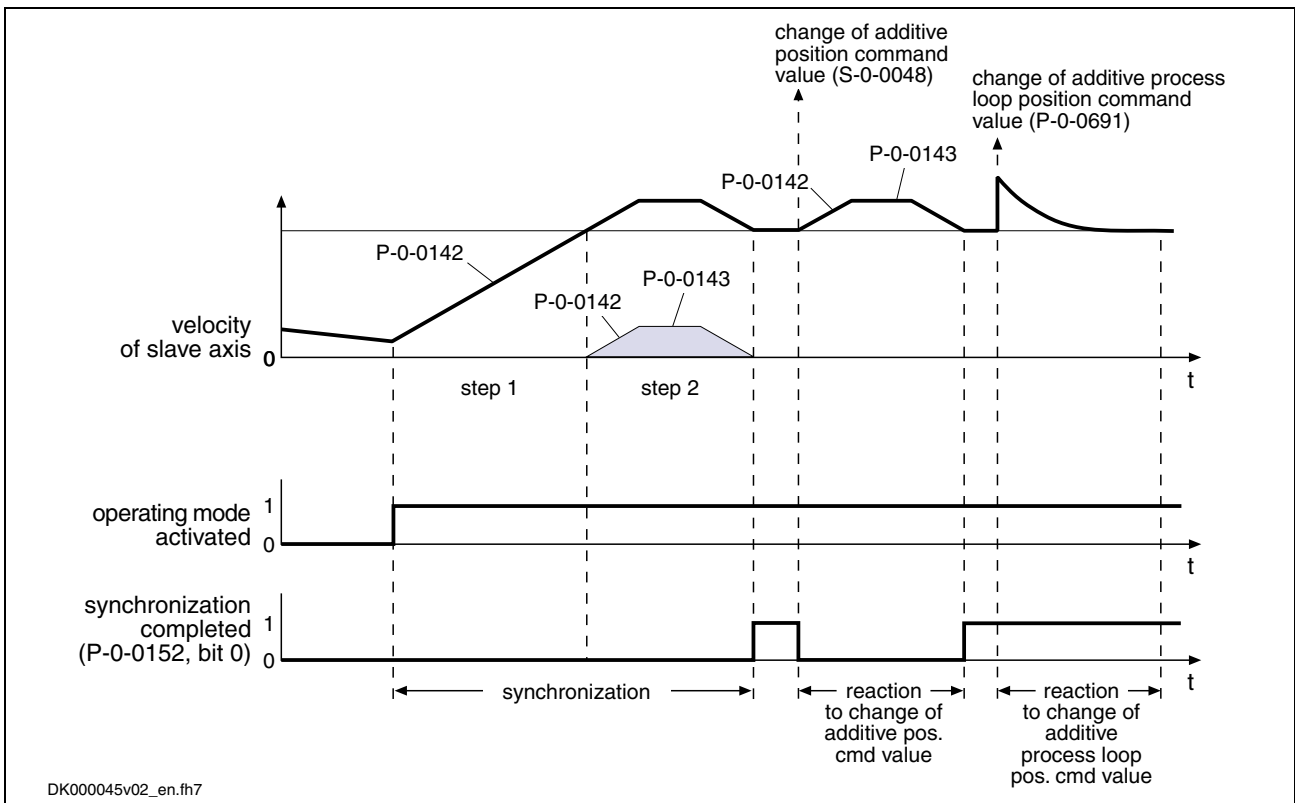 change of additive
position command
value (S-0-0048)
change of additive process
loop position command
value (P-0-0691)
P-0-0143
P-0-0142
P-0-0142
P-0-0143
P-0-0142
velocity
of slave axis
0
t
step 1
step 2
operating mode
activated
1
0
t
synchronization
completed
(P-0-0152, bit 0)
1
0
t
synchronization
reaction
to change of
additive pos.
cmd value
reaction
to change of
additive
process loop
pos. cmd value
DK000045v02_en.fh7